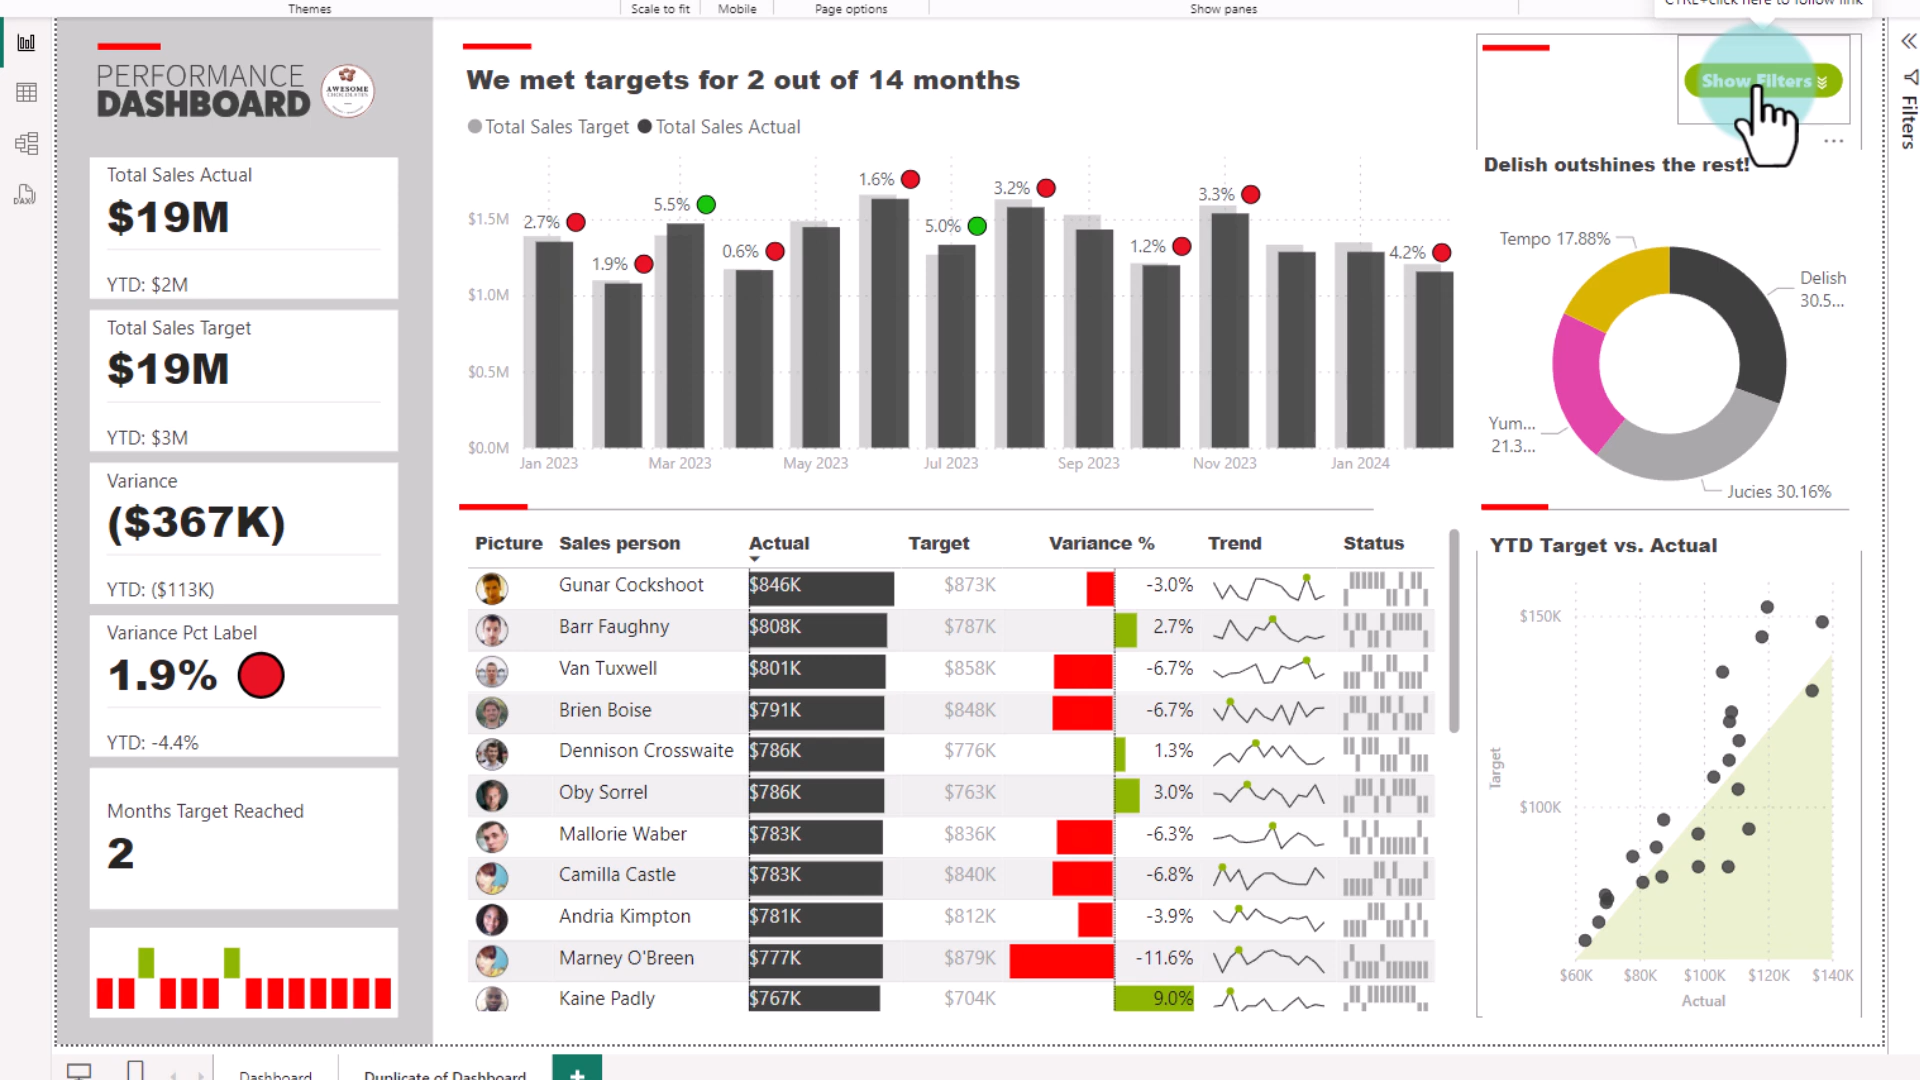 Themes
Scale to fit
Mobile
Page options
Show panes
CTRL+click here to follow link
PERFORMANCE
DASHBOARD
AWESOME
CHOCOLATES
Total Sales Actual
$19M
YTD: $2M
Total Sales Target
$19M
YTD: $3M
Variance
($367K)
YTD: ($113K)
Variance Pct Label
1.9%
YTD: -4.4%
Months Target Reached
2
We met targets for 2 out of 14 months
Total Sales Target
Total Sales Actual
$1.5M
$1.0M
$0.5M
$0.0M
2.7%
1.9%
5.5%
0.6%
1.6%
5.0%
3.2%
1.2%
3.3%
4.2%
Jan 2023
Mar 2023
May 2023
Jul 2023
Sep 2023
Nov 2023
Jan 2024
Picture Sales person Actual Target Variance % Trend Status
Gunar Cockshoot $846K $873K -3.0%
Barr Faughny $808K $787K 2.7%
Van Tuxwell $801K $858K -6.7%
Brien Boise $791K $848K -6.7%
Dennison Crosswaite $786K $776K 1.3%
Oby Sorrel $786K $763K 3.0%
Mallorie Waber $783K $836K -6.3%
Camilla Castle $783K $840K -6.8%
Andria Kimpton $781K $812K -3.9%
Marney O'Breen $777K $879K -11.6%
Kaine Padly $767K $704K 9.0%
Show Filters
Delish outshines the rest!
Tempo 17.88%
Delish
30.5...
Yum...
21.3...
Jucies 30.16%
YTD Target vs. Actual
$150K
$100K
Target
$60K
$80K
$100K
$120K
$140K
Actual
Filters
DAX
Dashboard
Duplicate of Dashboard